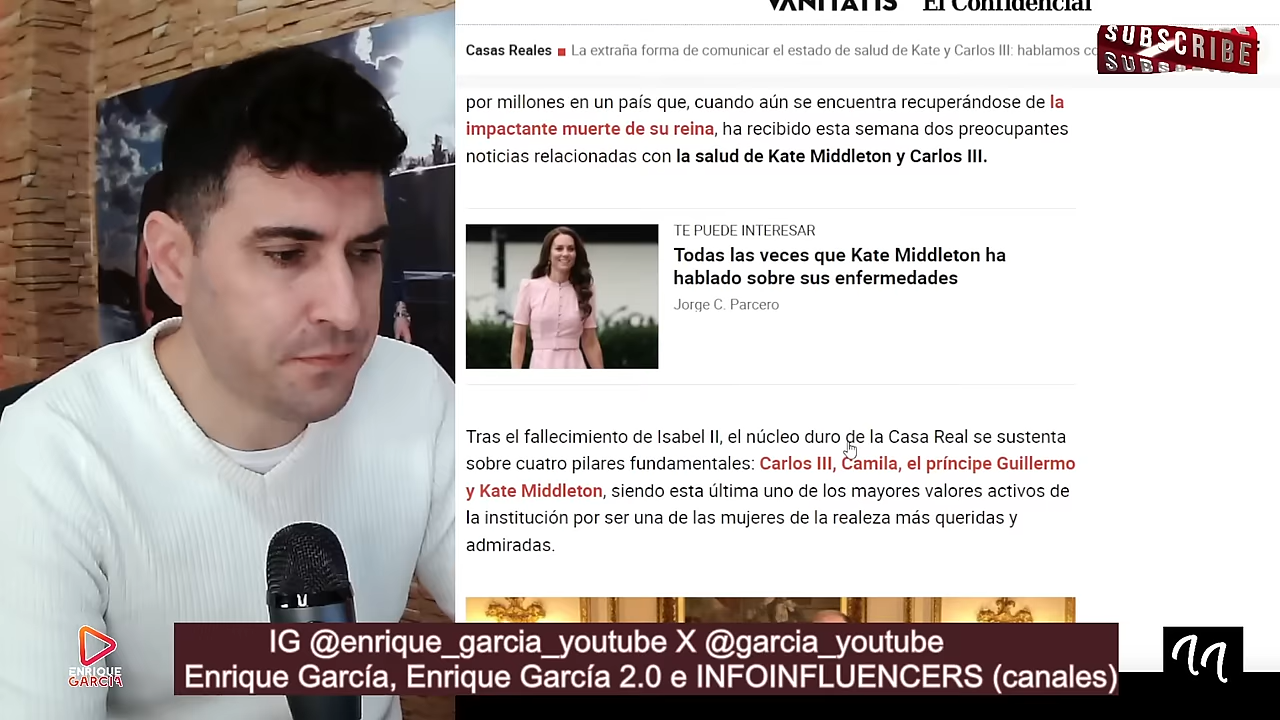 VANITATIS El Confidencial
Casas Reales La extraña forma de comunicar el estado de salud de Kate y Carlos III: hablamos co
SUBSCRIBE
por millones en un país que, cuando aún se encuentra recuperándose de la
impactante muerte de su reina, ha recibido esta semana dos preocupantes
noticias relacionadas con la salud de Kate Middleton y Carlos III.
TE PUEDE INTERESAR
Todas las veces que Kate Middleton ha
hablado sobre sus enfermedades
Jorge C. Parcero
Tras el fallecimiento de Isabel II, el núcleo duro de la Casa Real se sustenta
sobre cuatro pilares fundamentales: Carlos III, Camila, el príncipe Guillermo
y Kate Middleton, siendo esta última uno de los mayores valores activos de
la institución por ser una de las mujeres de la realeza más queridas y
admiradas.
IG @enrique_garcia_youtube X @garcia_youtube
Enrique García, Enrique García 2.0 e INFOINFLUENCERS (canales)
ENRIQUE
GARCÍA